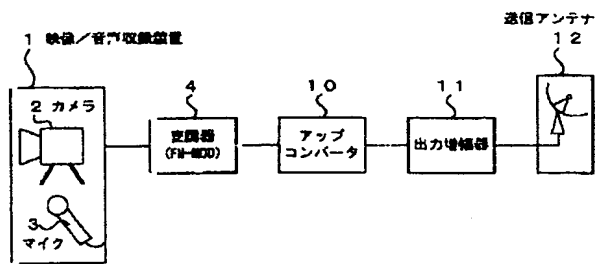 送信アンテナ
12
1 映像/音声収録装置
2 カメラ
3
マイク
4
変調器
(FM-MOD)
10
アップ
コンバータ
11
出力増幅器